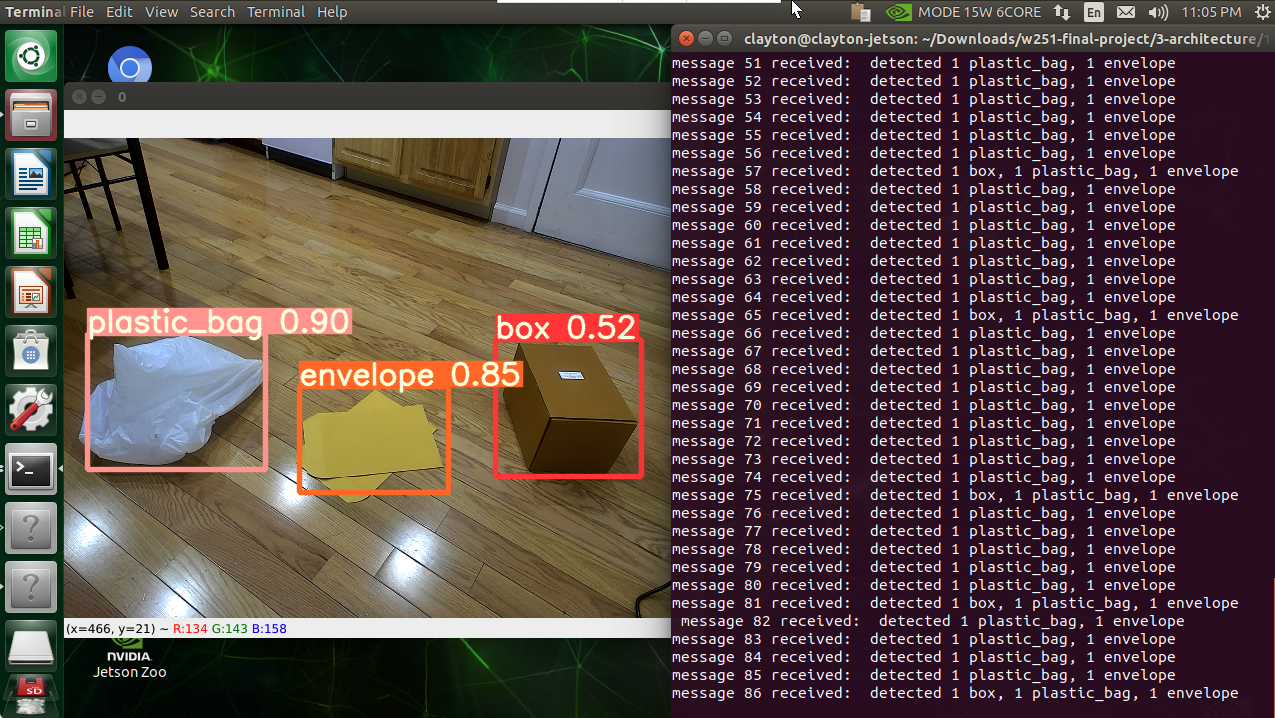 Terminal File Edit View Search Terminal Help
MODE 15W 6CORE En 11:05 PM
clayton@clayton-jetson: ~/Downloads/w251-final-project/3-architecture/
0
plastic_bag 0.90
envelope 0.85
box 0.52
(x=466, y=21) ~ R:134 G:143 B:158
NVIDIA.
Jetson Zoo
SD
message 51 received:  detected 1 plastic_bag, 1 envelope
message 52 received:  detected 1 plastic_bag, 1 envelope
message 53 received:  detected 1 plastic_bag, 1 envelope
message 54 received:  detected 1 plastic_bag, 1 envelope
message 55 received:  detected 1 plastic_bag, 1 envelope
message 56 received:  detected 1 plastic_bag, 1 envelope
message 57 received:  detected 1 box, 1 plastic_bag, 1 envelope
message 58 received:  detected 1 plastic_bag, 1 envelope
message 59 received:  detected 1 plastic_bag, 1 envelope
message 60 received:  detected 1 plastic_bag, 1 envelope
message 61 received:  detected 1 plastic_bag, 1 envelope
message 62 received:  detected 1 plastic_bag, 1 envelope
message 63 received:  detected 1 plastic_bag, 1 envelope
message 64 received:  detected 1 plastic_bag, 1 envelope
message 65 received:  detected 1 box, 1 plastic_bag, 1 envelope
message 66 received:  detected 1 plastic_bag, 1 envelope
message 67 received:  detected 1 plastic_bag, 1 envelope
message 68 received:  detected 1 plastic_bag, 1 envelope
message 69 received:  detected 1 plastic_bag, 1 envelope
message 70 received:  detected 1 plastic_bag, 1 envelope
message 71 received:  detected 1 plastic_bag, 1 envelope
message 72 received:  detected 1 plastic_bag, 1 envelope
message 73 received:  detected 1 plastic_bag, 1 envelope
message 74 received:  detected 1 plastic_bag, 1 envelope
message 75 received:  detected 1 box, 1 plastic_bag, 1 envelope
message 76 received:  detected 1 plastic_bag, 1 envelope
message 77 received:  detected 1 plastic_bag, 1 envelope
message 78 received:  detected 1 plastic_bag, 1 envelope
message 79 received:  detected 1 plastic_bag, 1 envelope
message 80 received:  detected 1 plastic_bag, 1 envelope
message 81 received:  detected 1 box, 1 plastic_bag, 1 envelope
message 82 received:  detected 1 plastic_bag, 1 envelope
message 83 received:  detected 1 plastic_bag, 1 envelope
message 84 received:  detected 1 plastic_bag, 1 envelope
message 85 received:  detected 1 plastic_bag, 1 envelope
message 86 received:  detected 1 box, 1 plastic_bag, 1 envelope